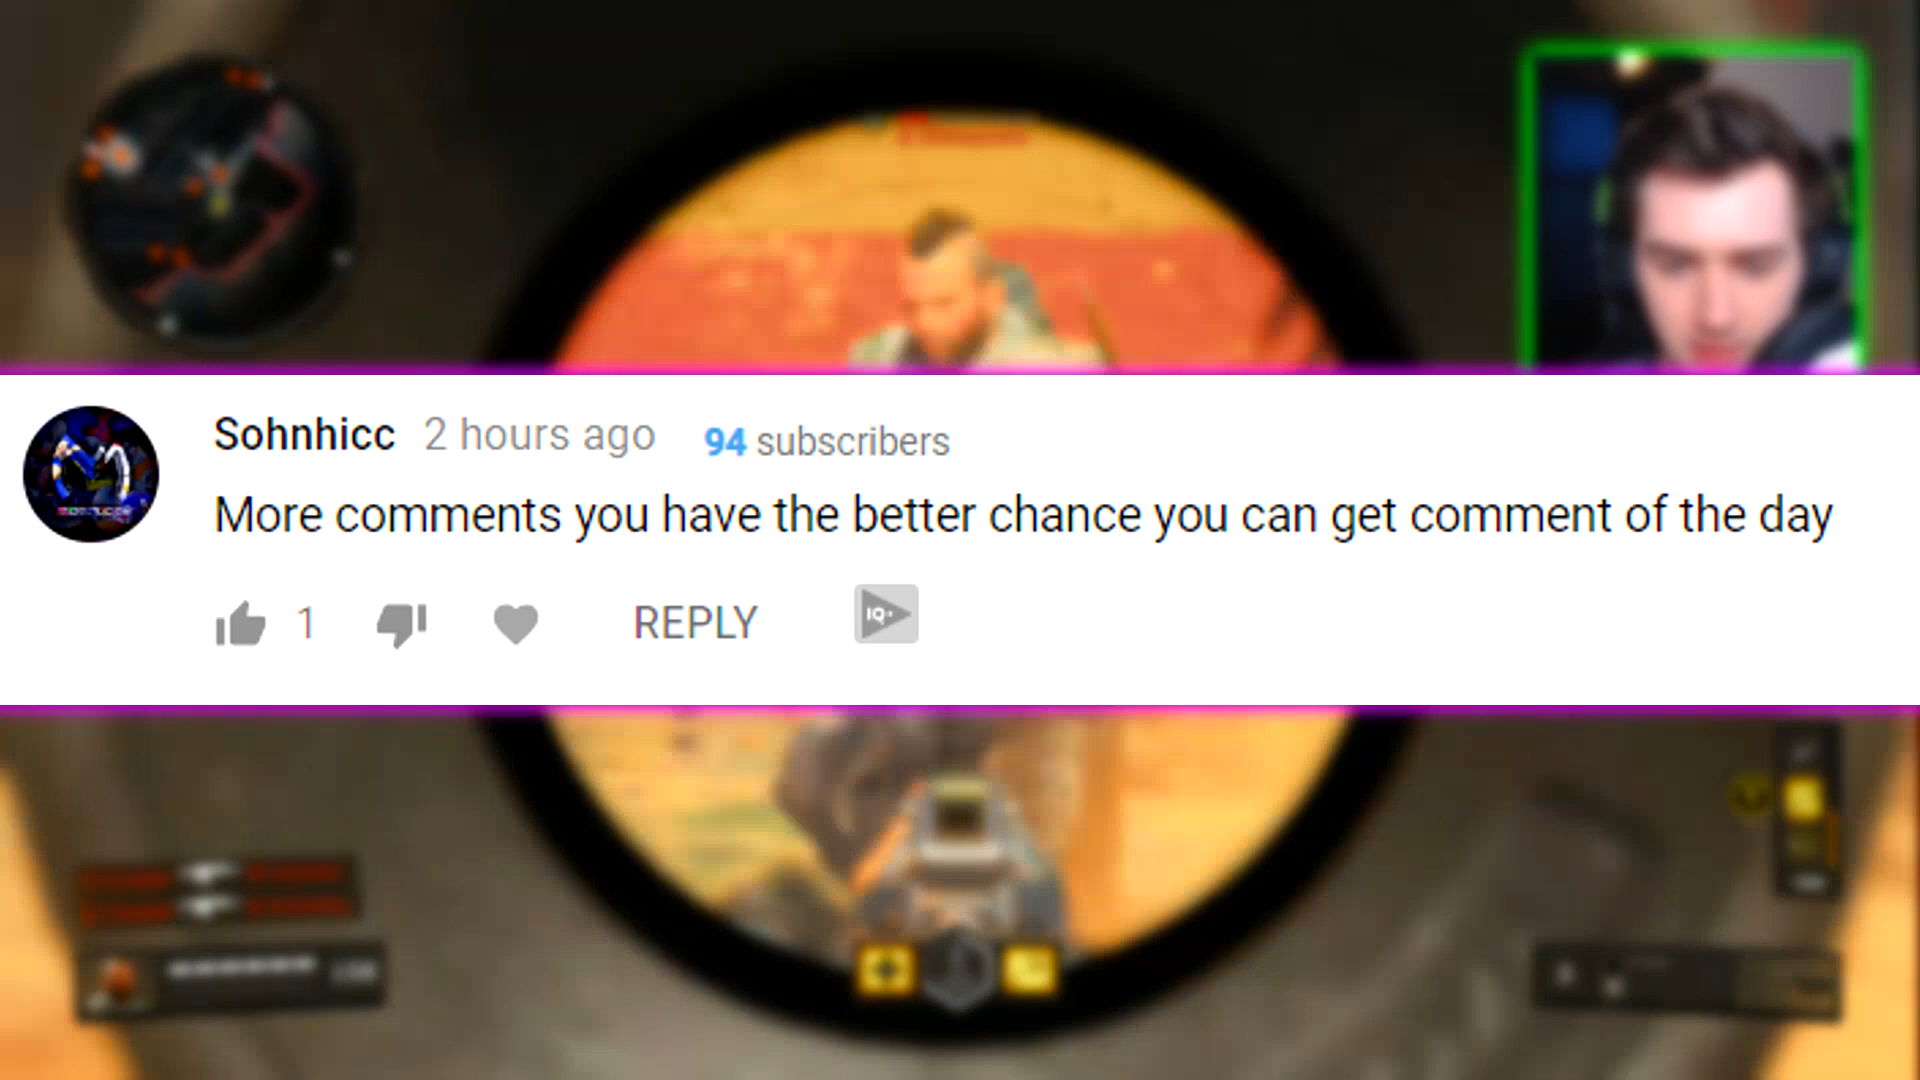 Sohnhicc 2 hours ago 94 subscribers
More comments you have the better chance you can get comment of the day
1 REPLY IQ+